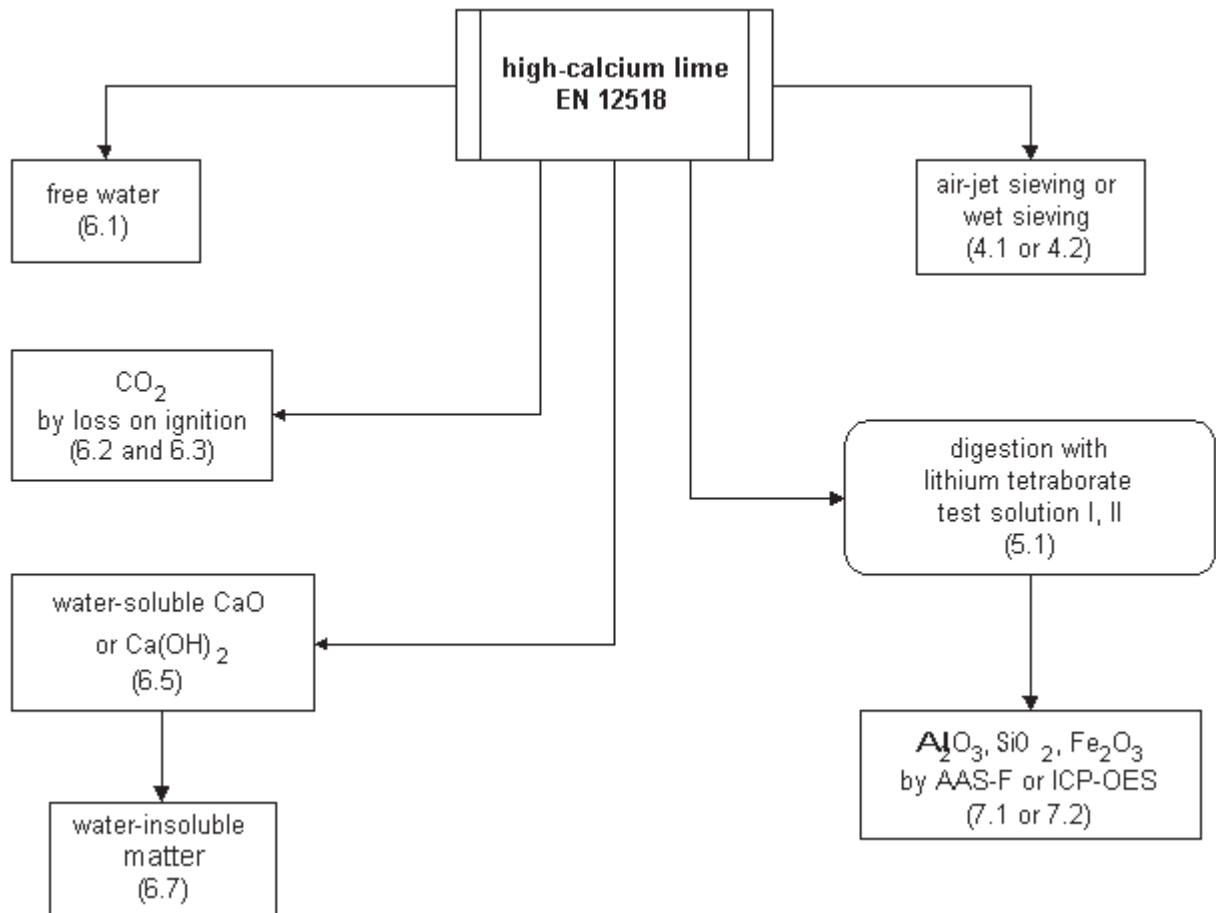 high-calcium lime
EN 12518
free water
(6.1)
air-jet sieving or
wet sieving
(4.1 or 4.2)
CO₂
by loss on ignition
(6.2 and 6.3)
digestion with
lithium tetraborate
test solution I, II
(5.1)
water-soluble CaO
or Ca(OH)₂
(6.5)
Al₂O₃, SiO₂, Fe₂O₃
by AAS-F or ICP-OES
(7.1 or 7.2)
water-insoluble
matter
(6.7)